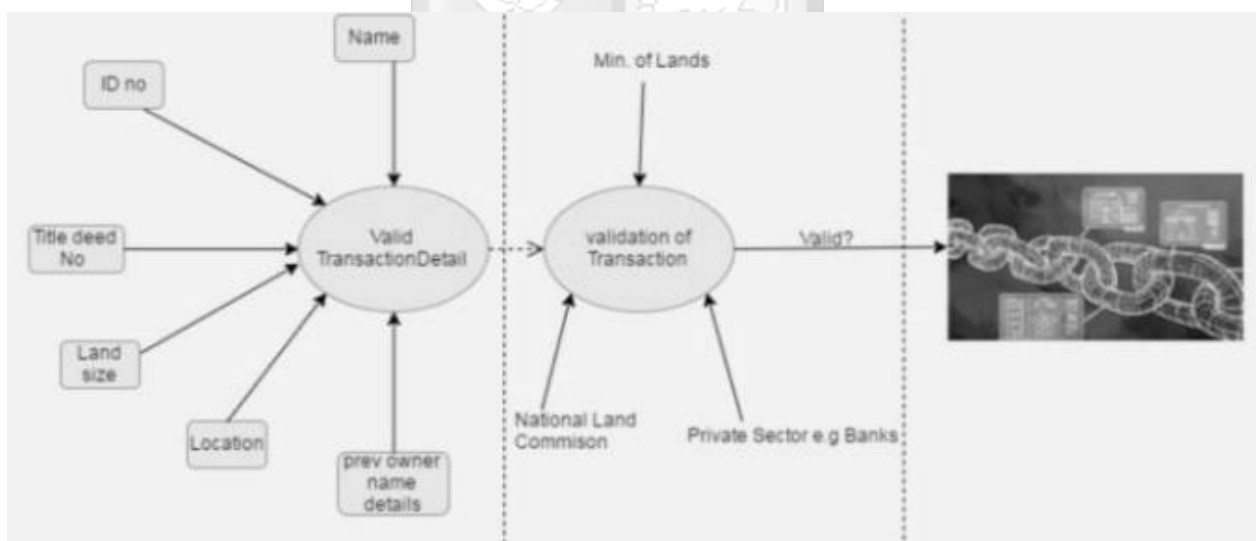 Name
ID no
Title deed
No
Land
size
Location
prev owner
name
details
Valid
TransactionDetail
Min. of Lands
validation of
Transaction
National Land
Commison
Private Sector e.g Banks
Valid?